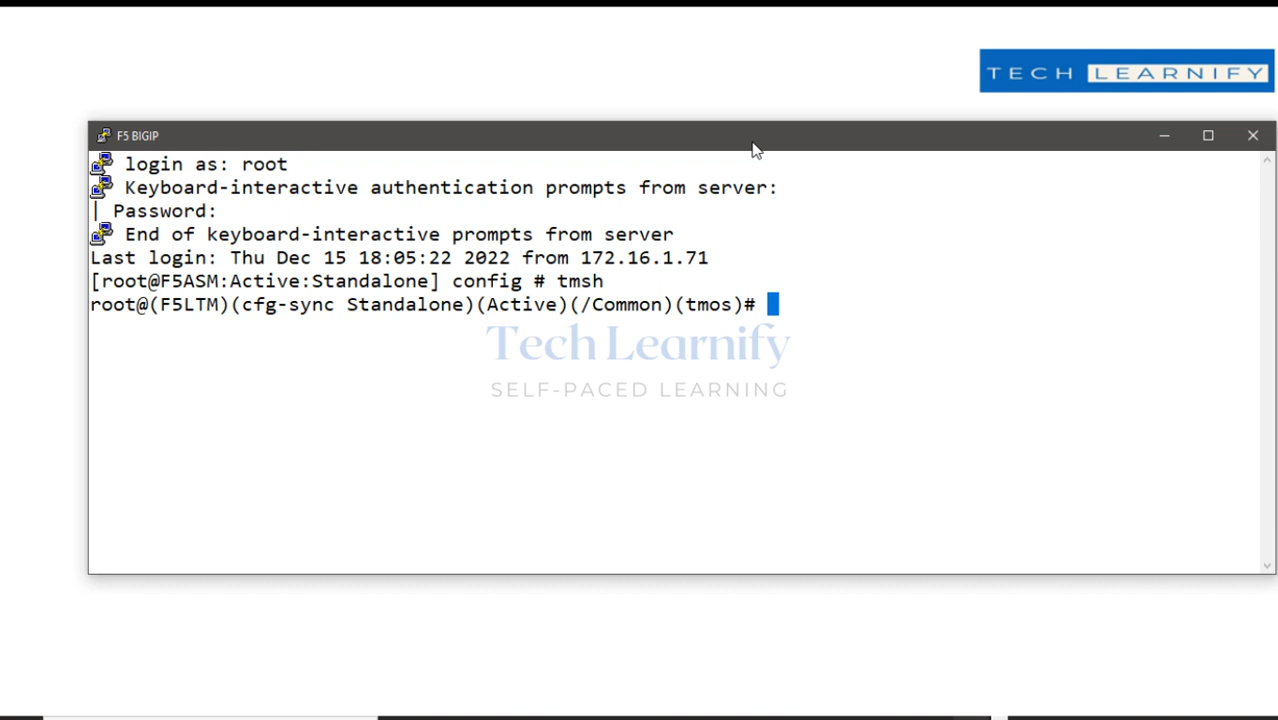 TECH LEARNIFY
F5 BIGIP
login as: root
Keyboard-interactive authentication prompts from server:
| Password:
End of keyboard-interactive prompts from server
Last login: Thu Dec 15 18:05:22 2022 from 172.16.1.71
[root@F5ASM:Active:Standalone] config # tmsh
root@(F5LTM)(cfg-sync Standalone)(Active)(/Common)(tmos)#
Tech Learnify
SELF-PACED LEARNING